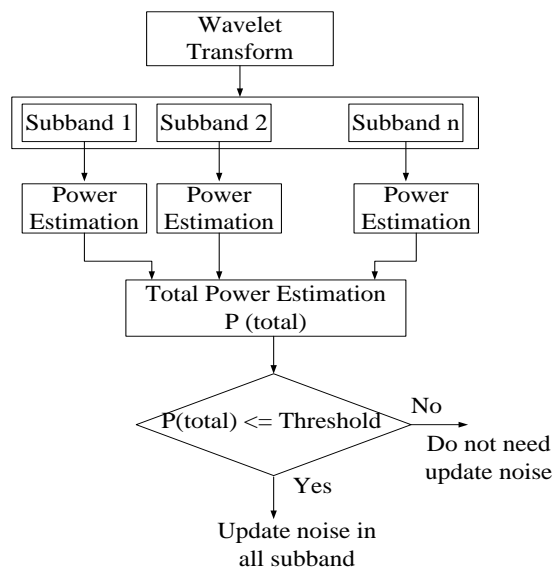 Wavelet
Transform
Subband 1
Subband 2
Subband n
Power
Estimation
Power
Estimation
Power
Estimation
Total Power Estimation
P (total)
P(total) <= Threshold
No
Do not need
update noise
Yes
Update noise in
all subband